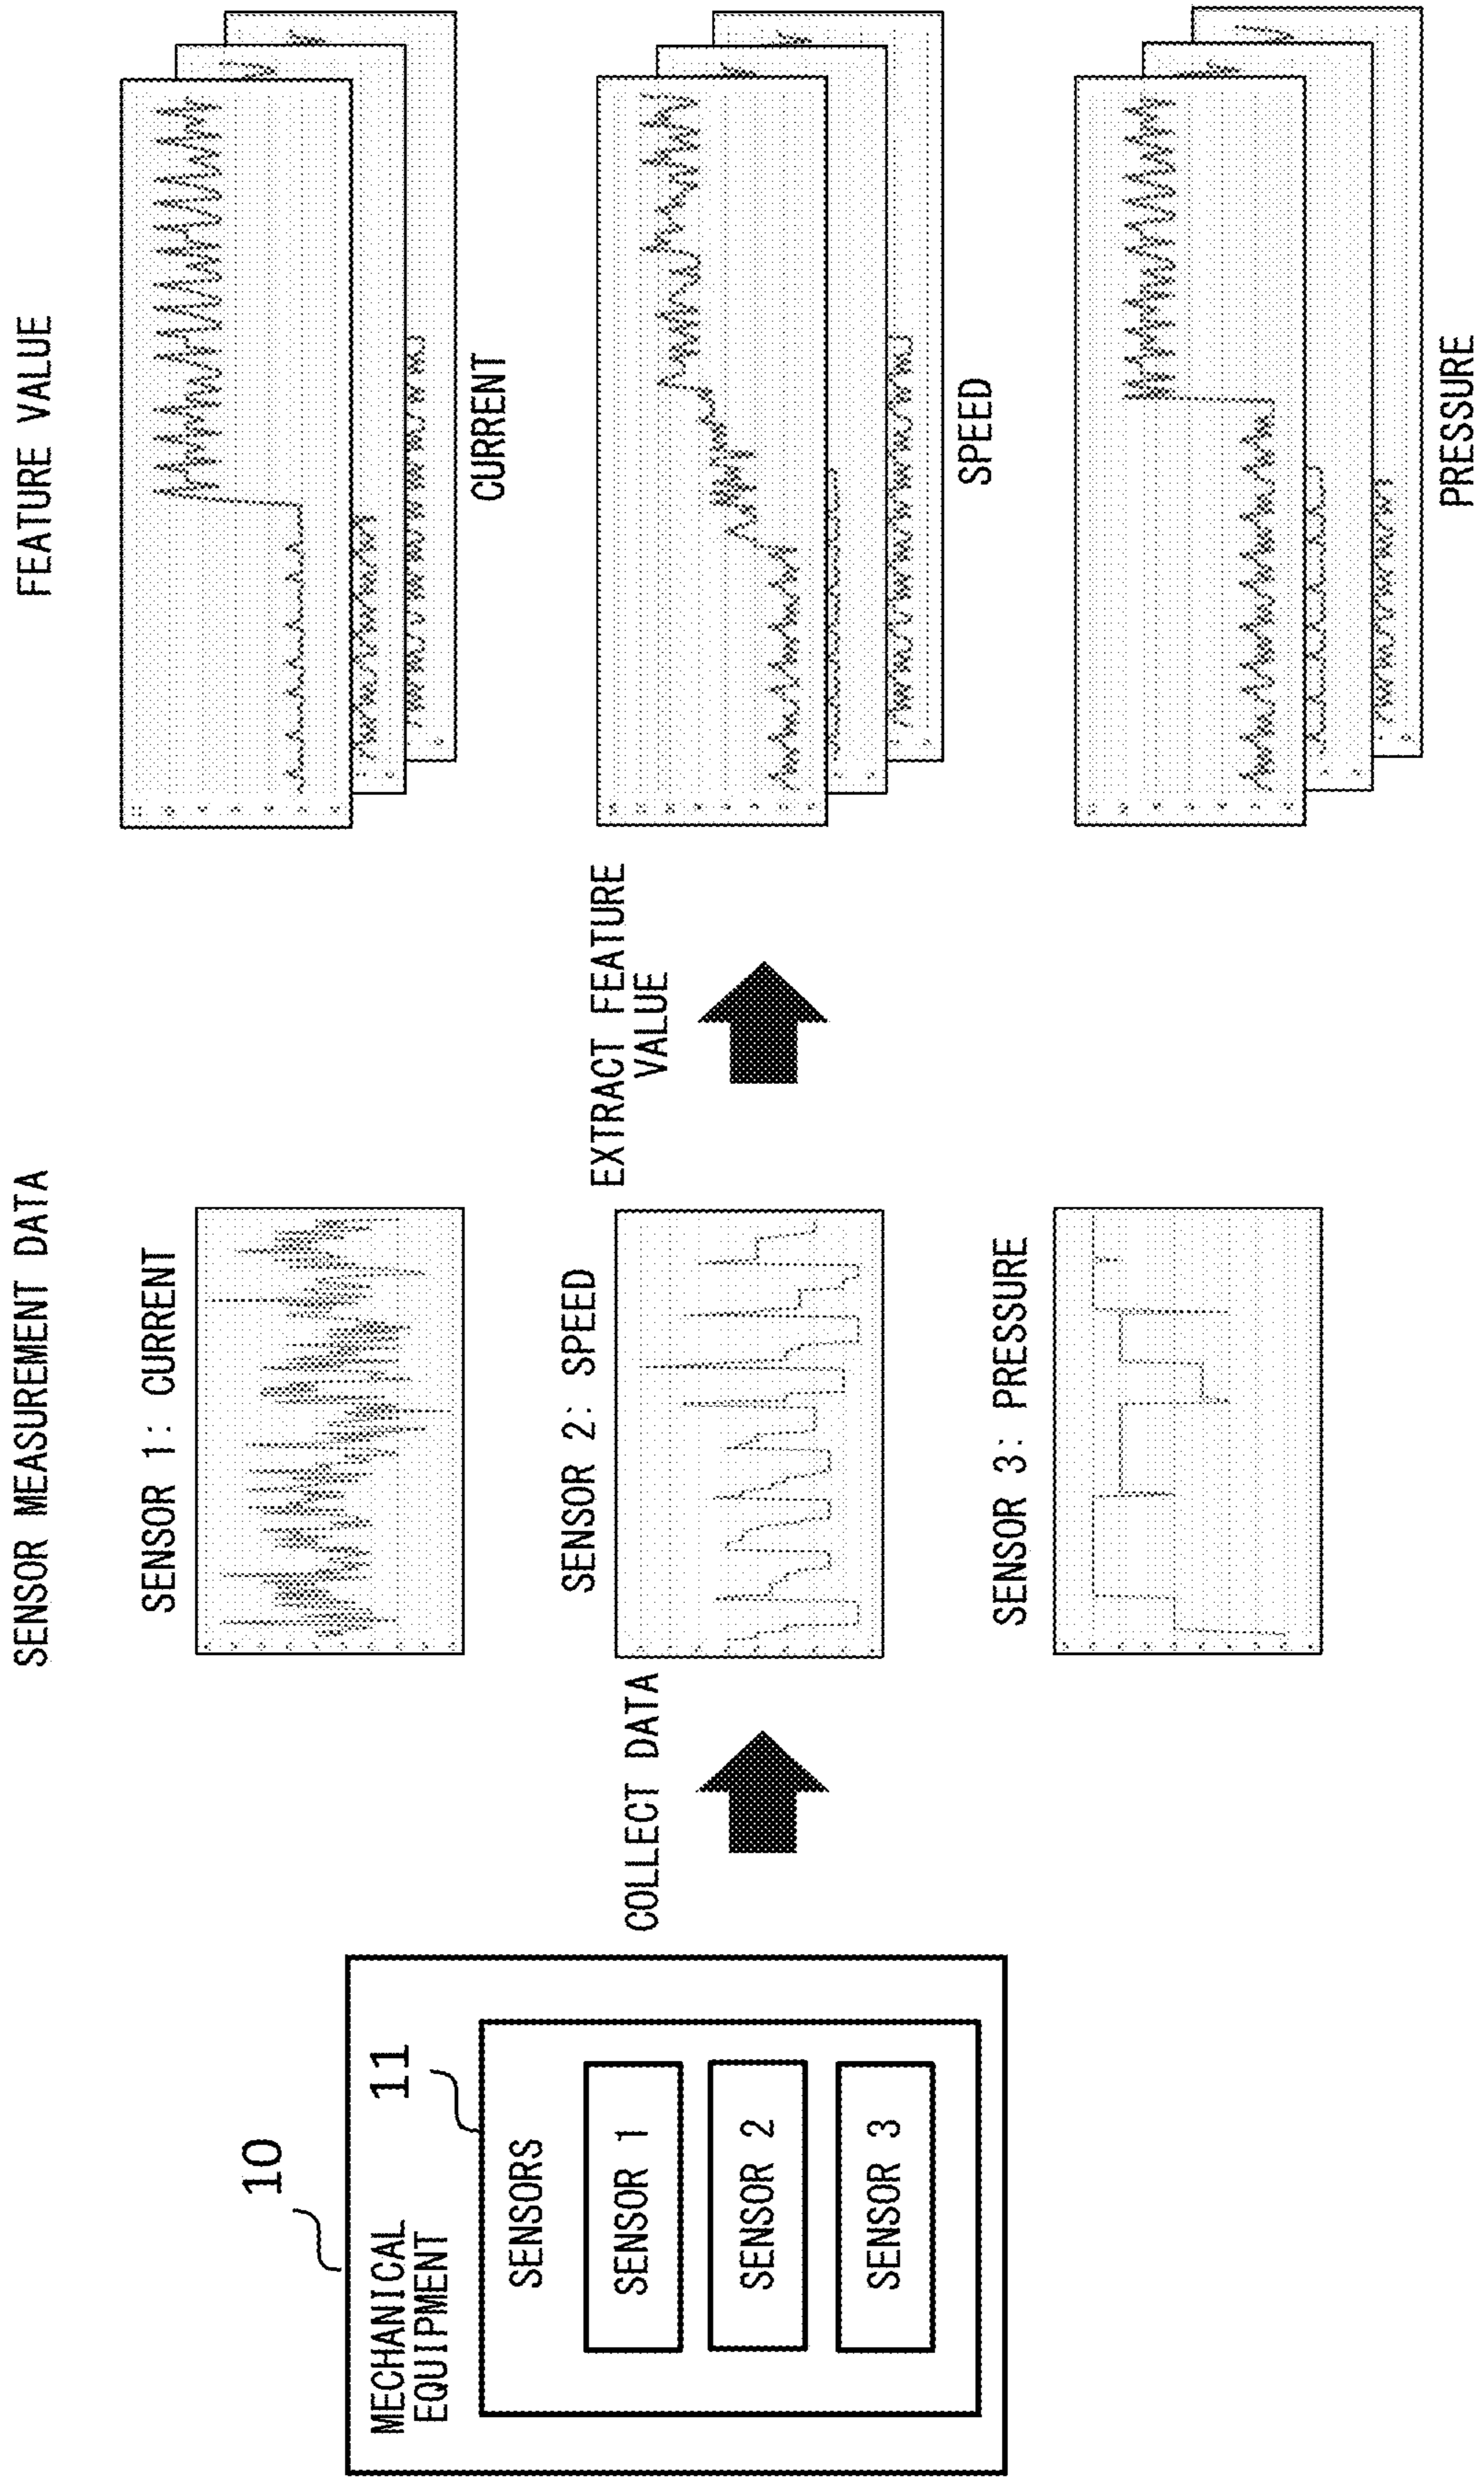 10
MECHANICAL
EQUIPMENT
11
SENSORS
SENSOR 1
SENSOR 2
SENSOR 3
COLLECT DATA
SENSOR MEASUREMENT DATA
SENSOR 1: CURRENT
SENSOR 2: SPEED
SENSOR 3: PRESSURE
EXTRACT FEATURE
VALUE
FEATURE VALUE
CURRENT
SPEED
PRESSURE